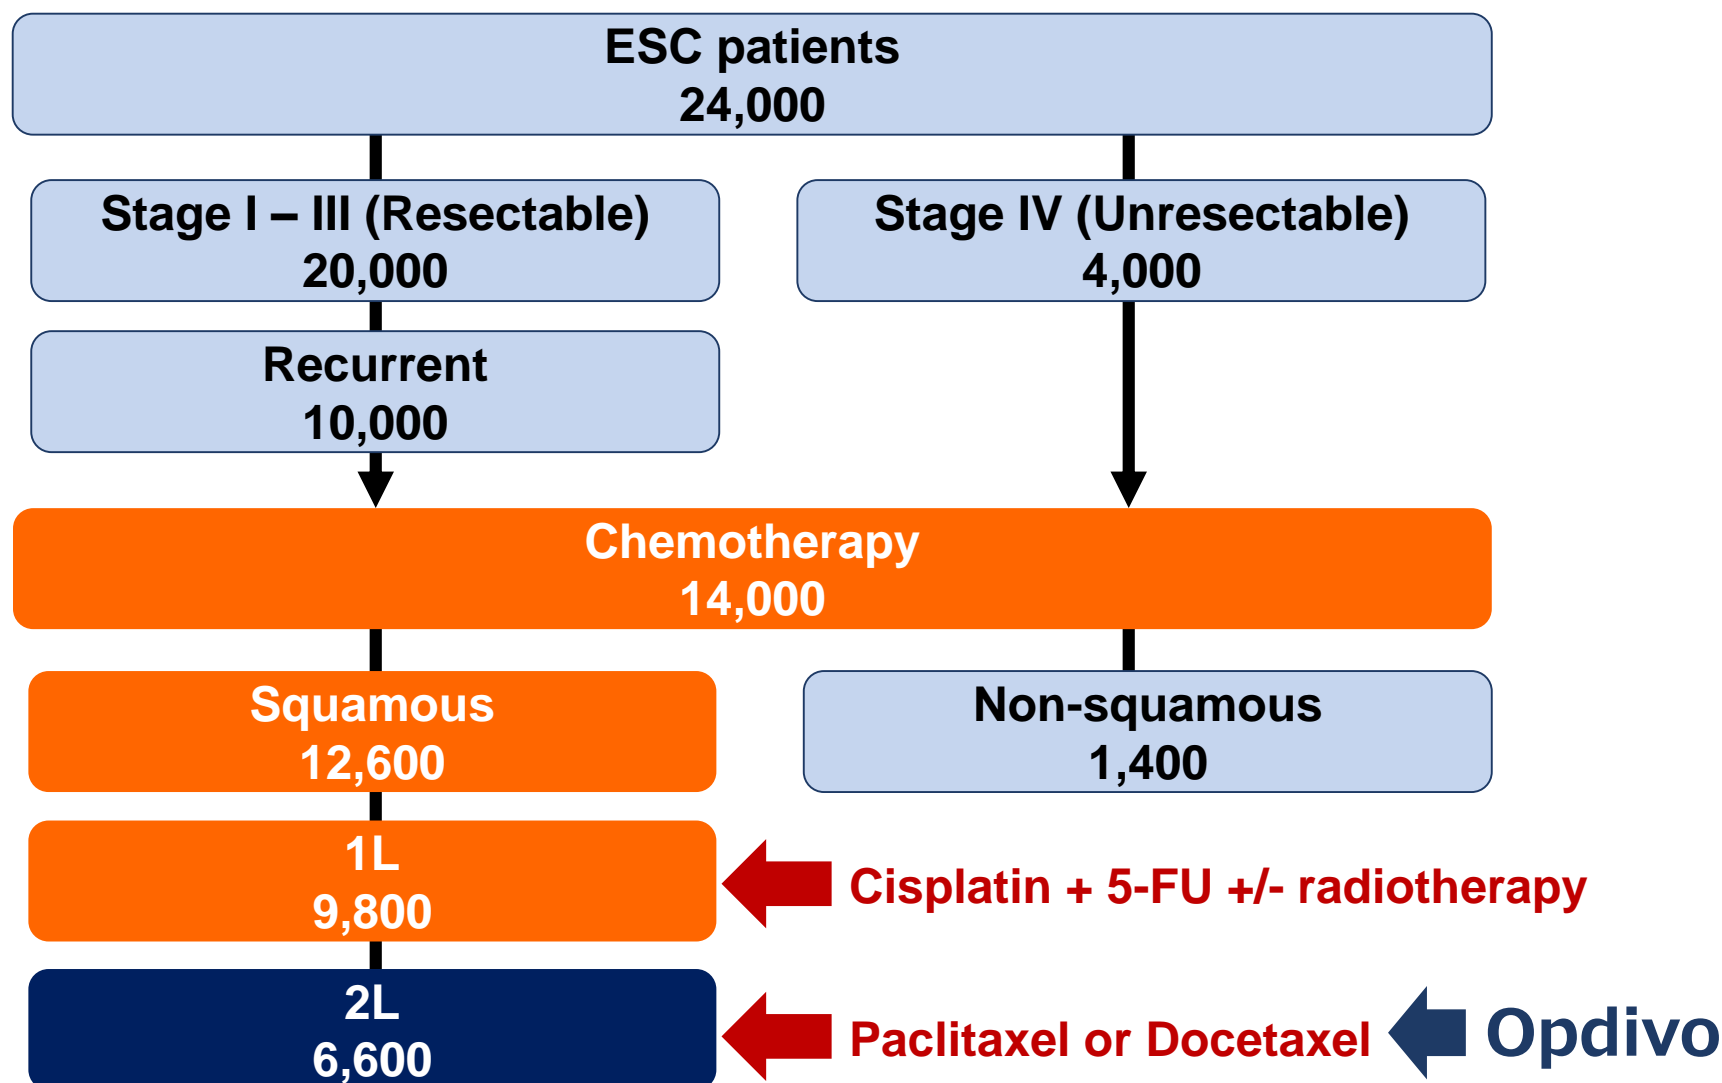 ESC patients
24,000
Stage I – III (Resectable)
20,000
Stage IV (Unresectable)
4,000
Recurrent
10,000
Chemotherapy
14,000
Squamous
12,600
Non-squamous
1,400
1L
9,800
Cisplatin + 5-FU +/- radiotherapy
2L
6,600
Paclitaxel or Docetaxel
Opdivo